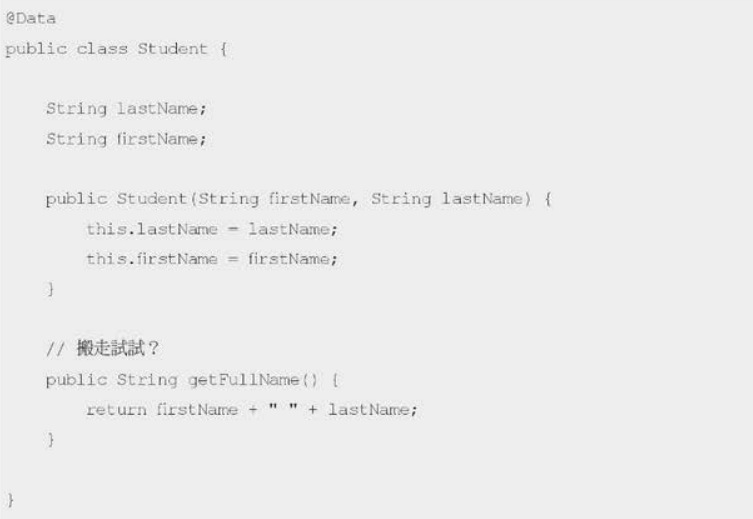 @Data
public class Student {
    String lastName;
    String firstName;
    public Student(String firstName, String lastName) {
        this.lastName = lastName;
        this.firstName = firstName;
    }
    // 搬走試試？
    public String getFullName() {
        return firstName + " " + lastName;
    }
}